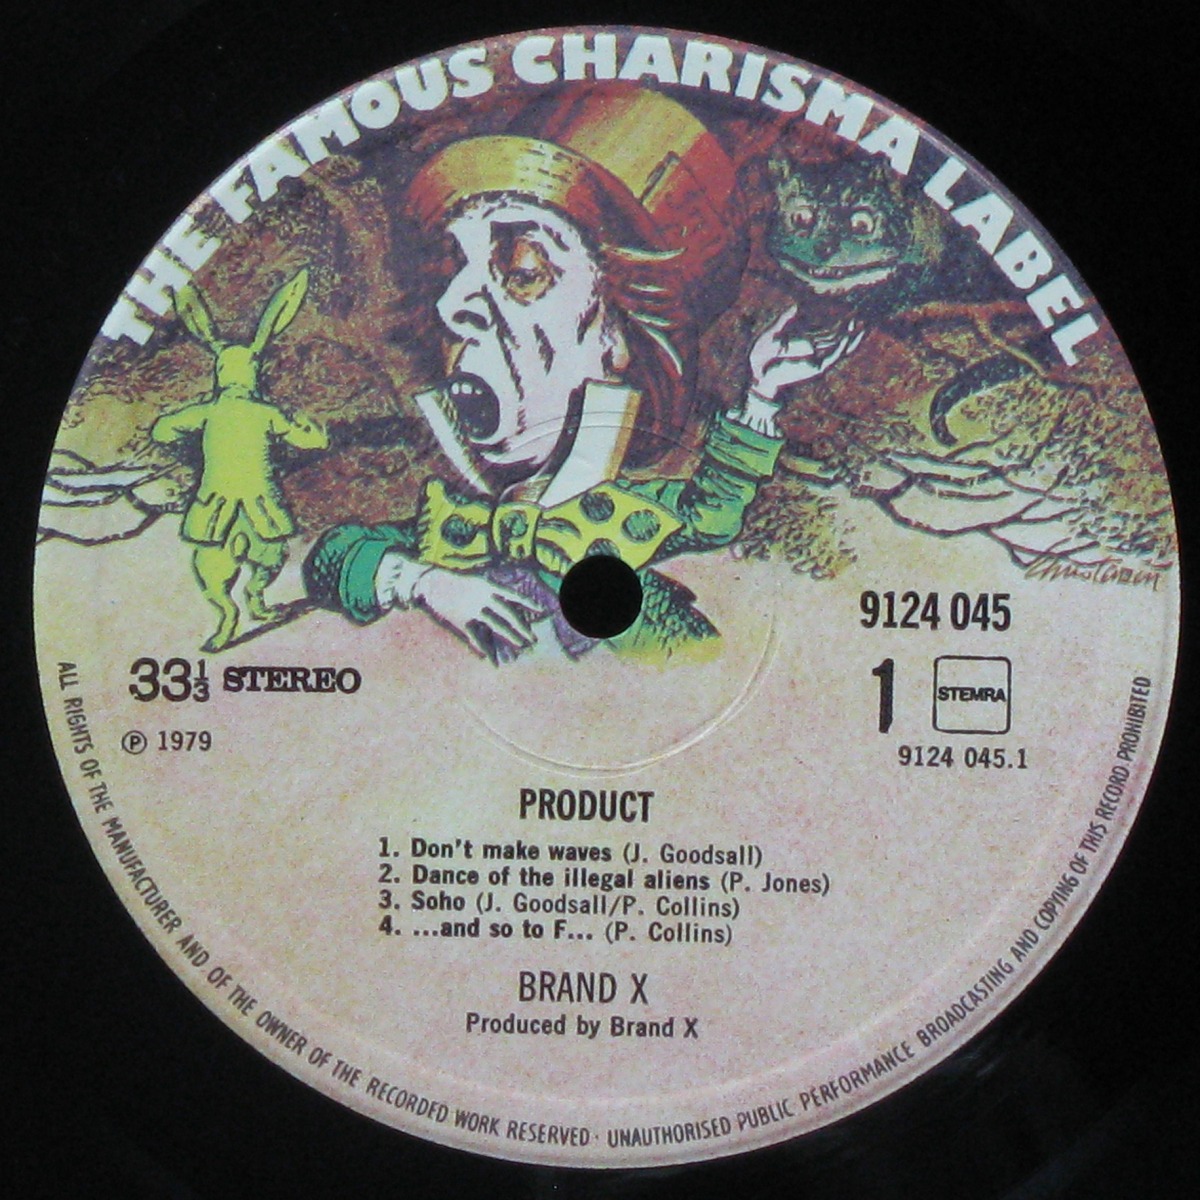 THE FAMOUS CHARISMA LABEL
9124 045
33⅓ STEREO
1 STEMRA
℗ 1979
9124 045.1
PRODUCT
1. Don't make waves (J. Goodsall)
2. Dance of the illegal aliens (P. Jones)
3. Soho (J. Goodsall/P. Collins)
4. ...and so to F... (P. Collins)
BRAND X
Produced by Brand X
ALL RIGHTS OF THE MANUFACTURER AND OF THE OWNER OF THE RECORDED WORK RESERVED · UNAUTHORISED PUBLIC PERFORMANCE BROADCASTING AND COPYING OF THIS RECORD PROHIBITED